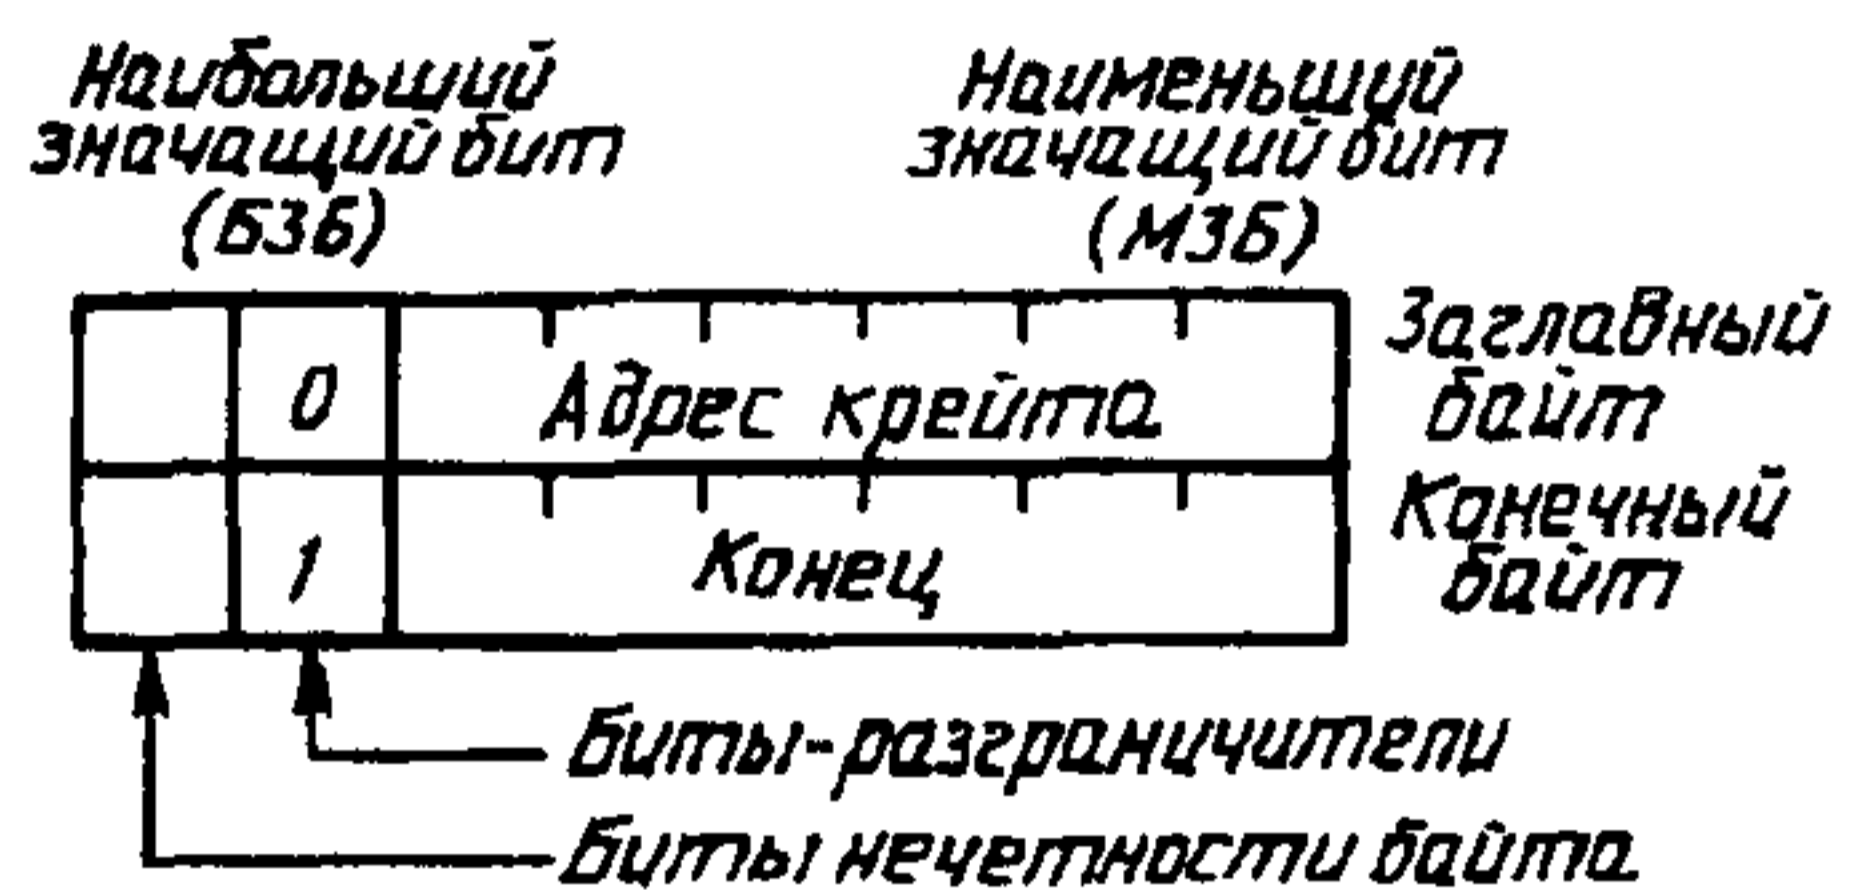 Наибольший
значащий бит
(БЗБ)
Наименьший
значащий бит
(МЗБ)
0
Адрес крейта
Заглавный
байт
1
Конец
Конечный
байт
Биты-разграничители
Биты нечетности байта